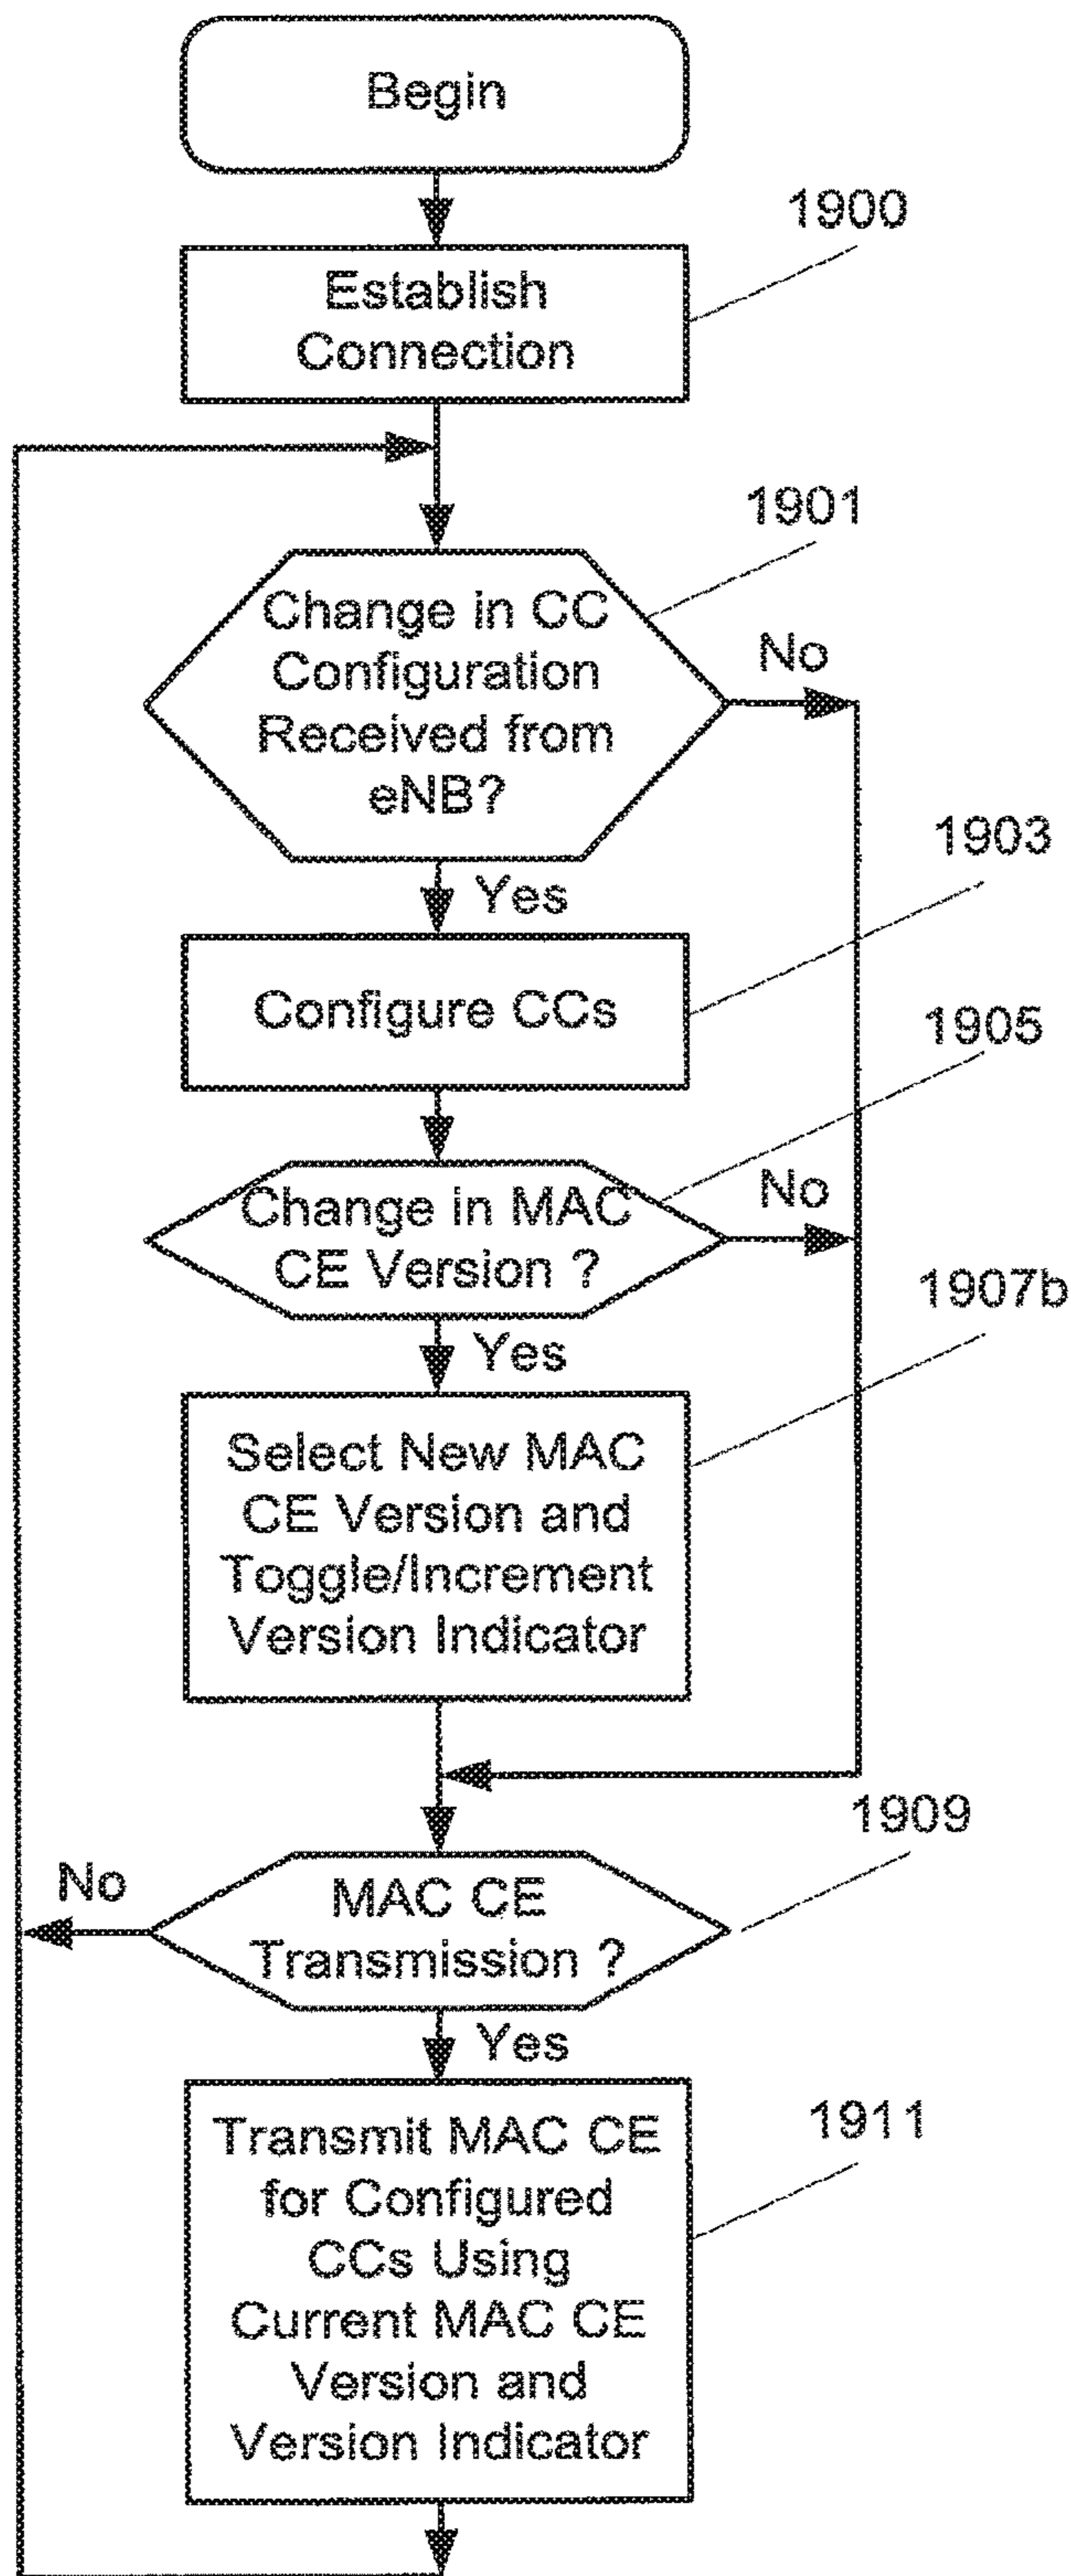 Begin
1900
Establish
Connection
1901
Change in CC
Configuration
Received from
eNB?
No
Yes
1903
Configure CCs
1905
Change in MAC
CE Version ?
No
Yes
1907b
Select New MAC
CE Version and
Toggle/Increment
Version Indicator
1909
MAC CE
Transmission ?
No
Yes
1911
Transmit MAC CE
for Configured
CCs Using
Current MAC CE
Version and
Version Indicator